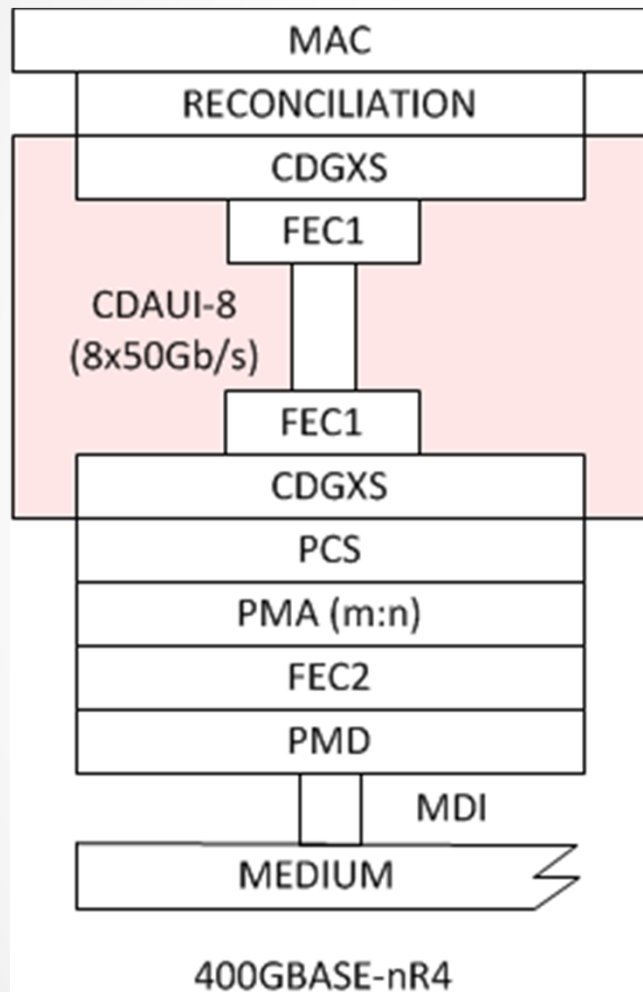 MAC
RECONCILIATION
CDGXS
FEC1
CDAUI-8
(8x50Gb/s)
FEC1
CDGXS
PCS
PMA (m:n)
FEC2
PMD
MDI
MEDIUM
400GBASE-nR4